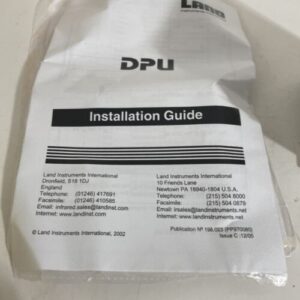 LAND
DPU
Installation Guide
Land Instruments International
Dronfield, S18 1DJ
England
Telephone: (01246) 417691
Facsimile: (01246) 410585
Email: infrared.sales@landinst.com
Internet: www.landinst.com
Land Instruments International
10 Friends Lane
Newtown PA 18940-1804 U.S.A.
Telephone: (215) 504 8000
Facsimile: (215) 504 0879
Email: irsales@landinstruments.net
Internet: www.landinstruments.net
© Land Instruments International, 2002
Publication Nº 198.023
Issue C: 12/05